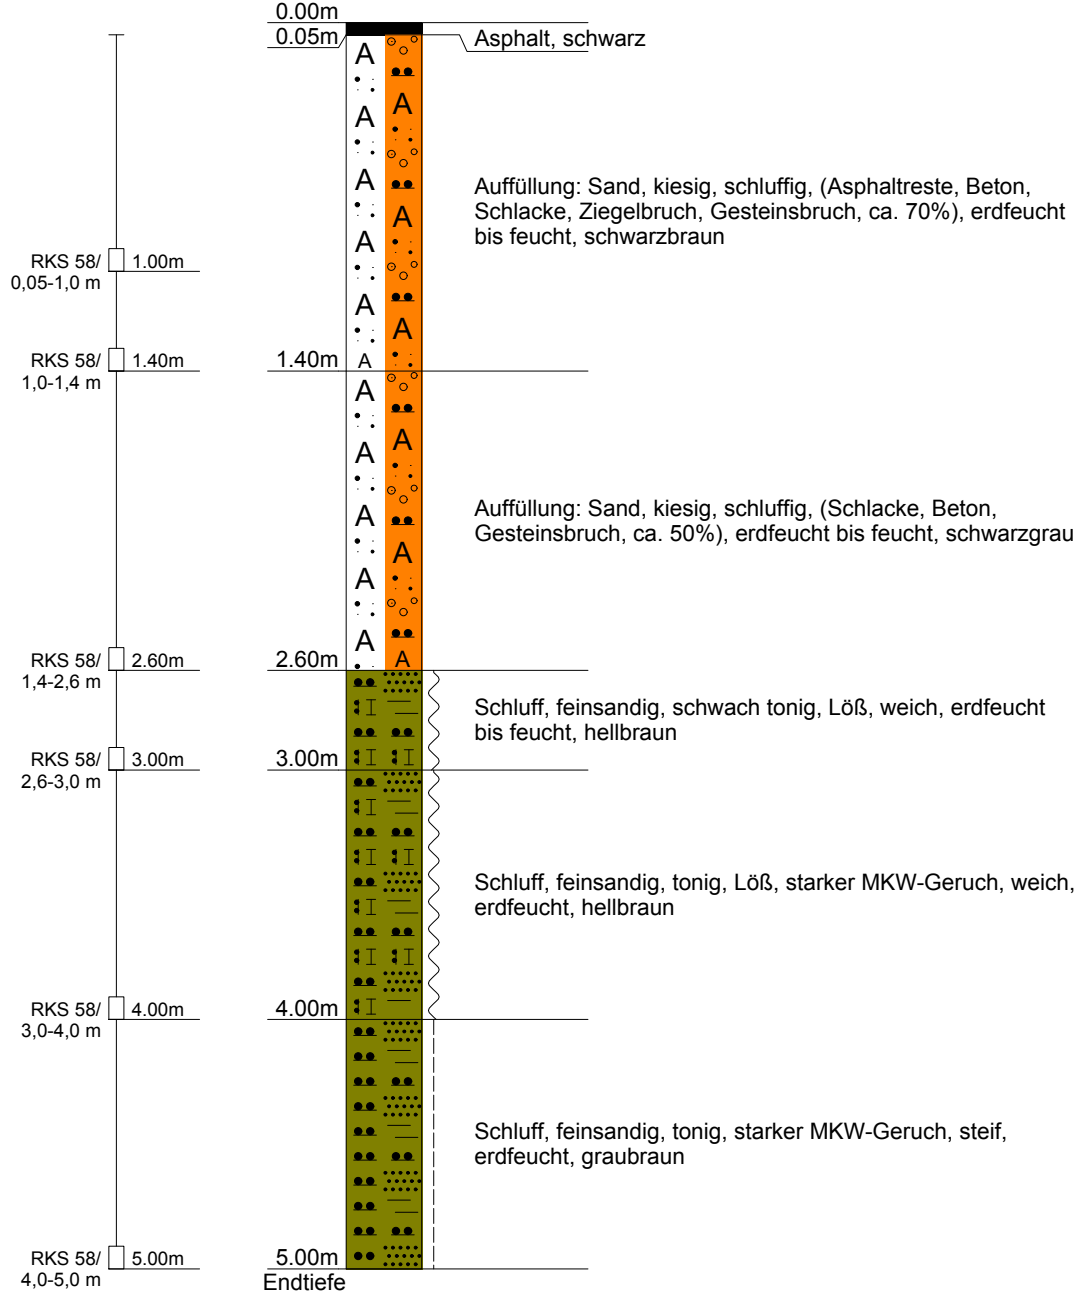 0.00m
0.05m
Asphalt, schwarz
A
A
A
A
A
A
A
A
A
Auffüllung: Sand, kiesig, schluffig, (Asphaltreste, Beton,
Schlacke, Ziegelbruch, Gesteinsbruch, ca. 70%), erdfeucht
bis feucht, schwarzbraun
RKS 58/ 1.00m
0,05-1,0 m
RKS 58/ 1.40m
1,0-1,4 m
1.40m
A
A
A
A
A
A
A
Auffüllung: Sand, kiesig, schluffig, (Schlacke, Beton,
Gesteinsbruch, ca. 50%), erdfeucht bis feucht, schwarzgrau
RKS 58/ 2.60m
1,4-2,6 m
2.60m
Schluff, feinsandig, schwach tonig, Löß, weich, erdfeucht
bis feucht, hellbraun
RKS 58/ 3.00m
2,6-3,0 m
3.00m
Schluff, feinsandig, tonig, Löß, starker MKW-Geruch, weich,
erdfeucht, hellbraun
RKS 58/ 4.00m
3,0-4,0 m
4.00m
Schluff, feinsandig, tonig, starker MKW-Geruch, steif,
erdfeucht, graubraun
RKS 58/ 5.00m
4,0-5,0 m
5.00m
Endtiefe